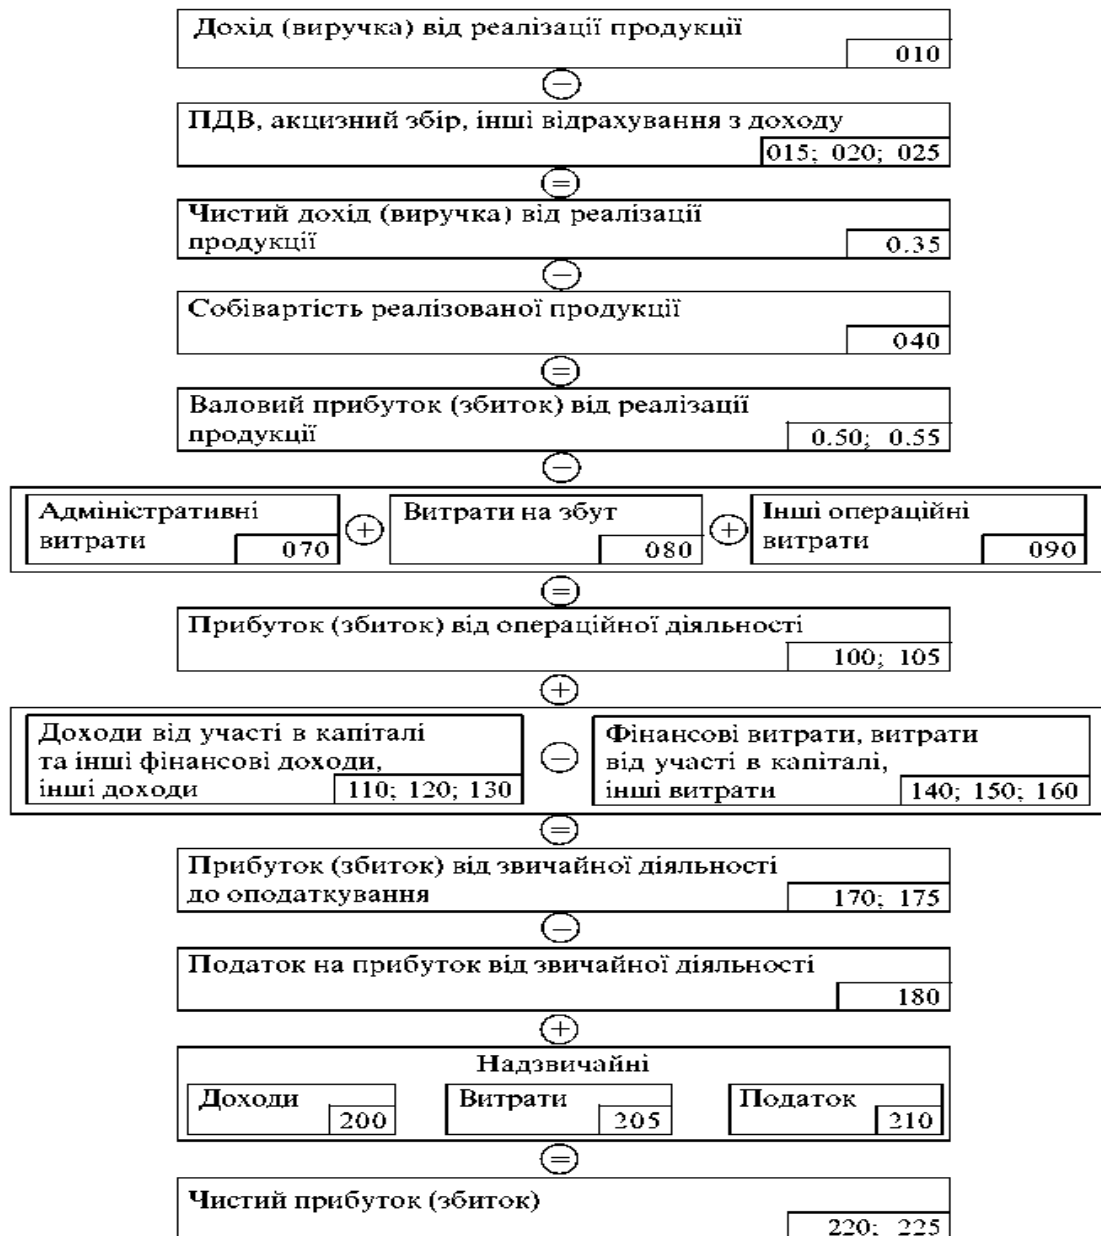 Дохід (виручка) від реалізації продукції
010
−
ПДВ, акцизний збір, інші відрахування з доходу
015; 020; 025
=
Чистий дохід (виручка) від реалізації
продукції
0.35
−
Собівартість реалізованої продукції
040
=
Валовий прибуток (збиток) від реалізації
продукції
0.50; 0.55
−
Адміністративні
витрати
070
+
Витрати на збут
080
+
Інші операційні
витрати
090
=
Прибуток (збиток) від операційної діяльності
100; 105
+
Доходи від участі в капіталі
та інші фінансові доходи,
інші доходи
110; 120; 130
−
Фінансові витрати, витрати
від участі в капіталі,
інші витрати
140; 150; 160
=
Прибуток (збиток) від звичайної діяльності
до оподаткування
170; 175
−
Податок на прибуток від звичайної діяльності
180
+
Надзвичайні
Доходи
200
Витрати
205
Податок
210
=
Чистий прибуток (збиток)
220; 225